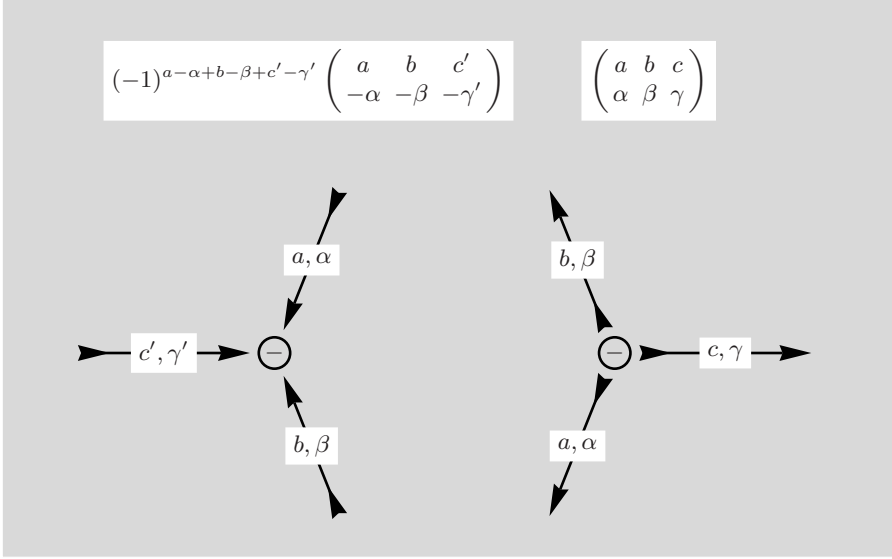 (−1)^{a−α+b−β+c′−γ′} ( a b c′ ; −α −β −γ′ ) ( a b c ; α β γ )
a, α
b, β
c′, γ′
−
−
c, γ
b, β
a, α